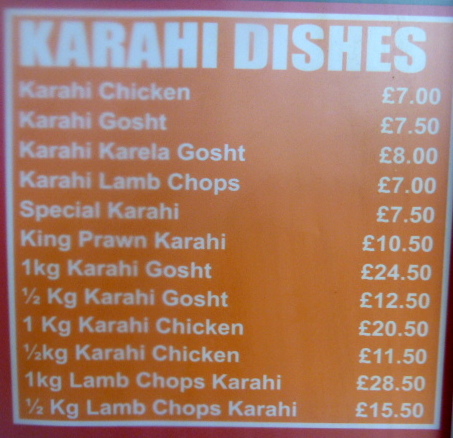 KARAHI DISHES
Karahi Chicken £7.00
Karahi Gosht £7.50
Karahi Karela Gosht £8.00
Karahi Lamb Chops £7.00
Special Karahi £7.50
King Prawn Karahi £10.50
1kg Karahi Gosht £24.50
½ Kg Karahi Gosht £12.50
1 Kg Karahi Chicken £20.50
½kg Karahi Chicken £11.50
1kg Lamb Chops Karahi £28.50
½ Kg Lamb Chops Karahi £15.50